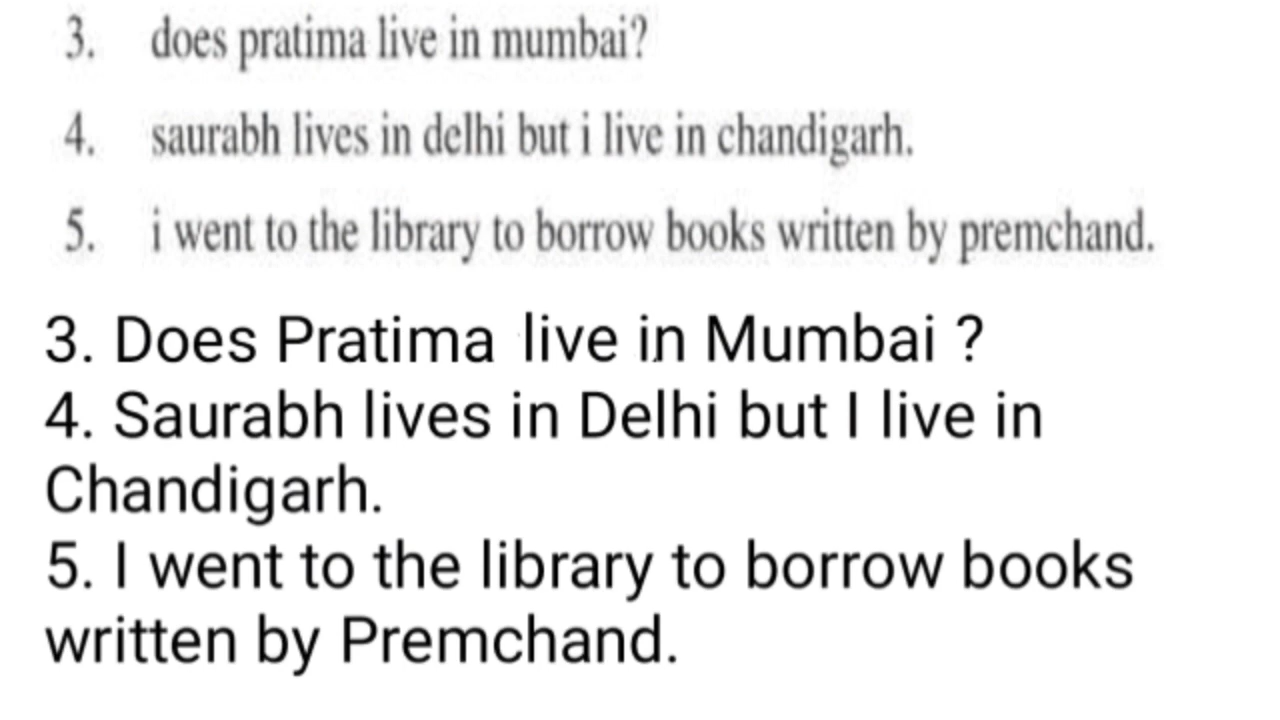 3. does pratima live in mumbai?
4. saurabh lives in delhi but i live in chandigarh.
5. i went to the library to borrow books written by premchand.
3. Does Pratima live in Mumbai ?
4. Saurabh lives in Delhi but I live in
Chandigarh.
5. I went to the library to borrow books
written by Premchand.